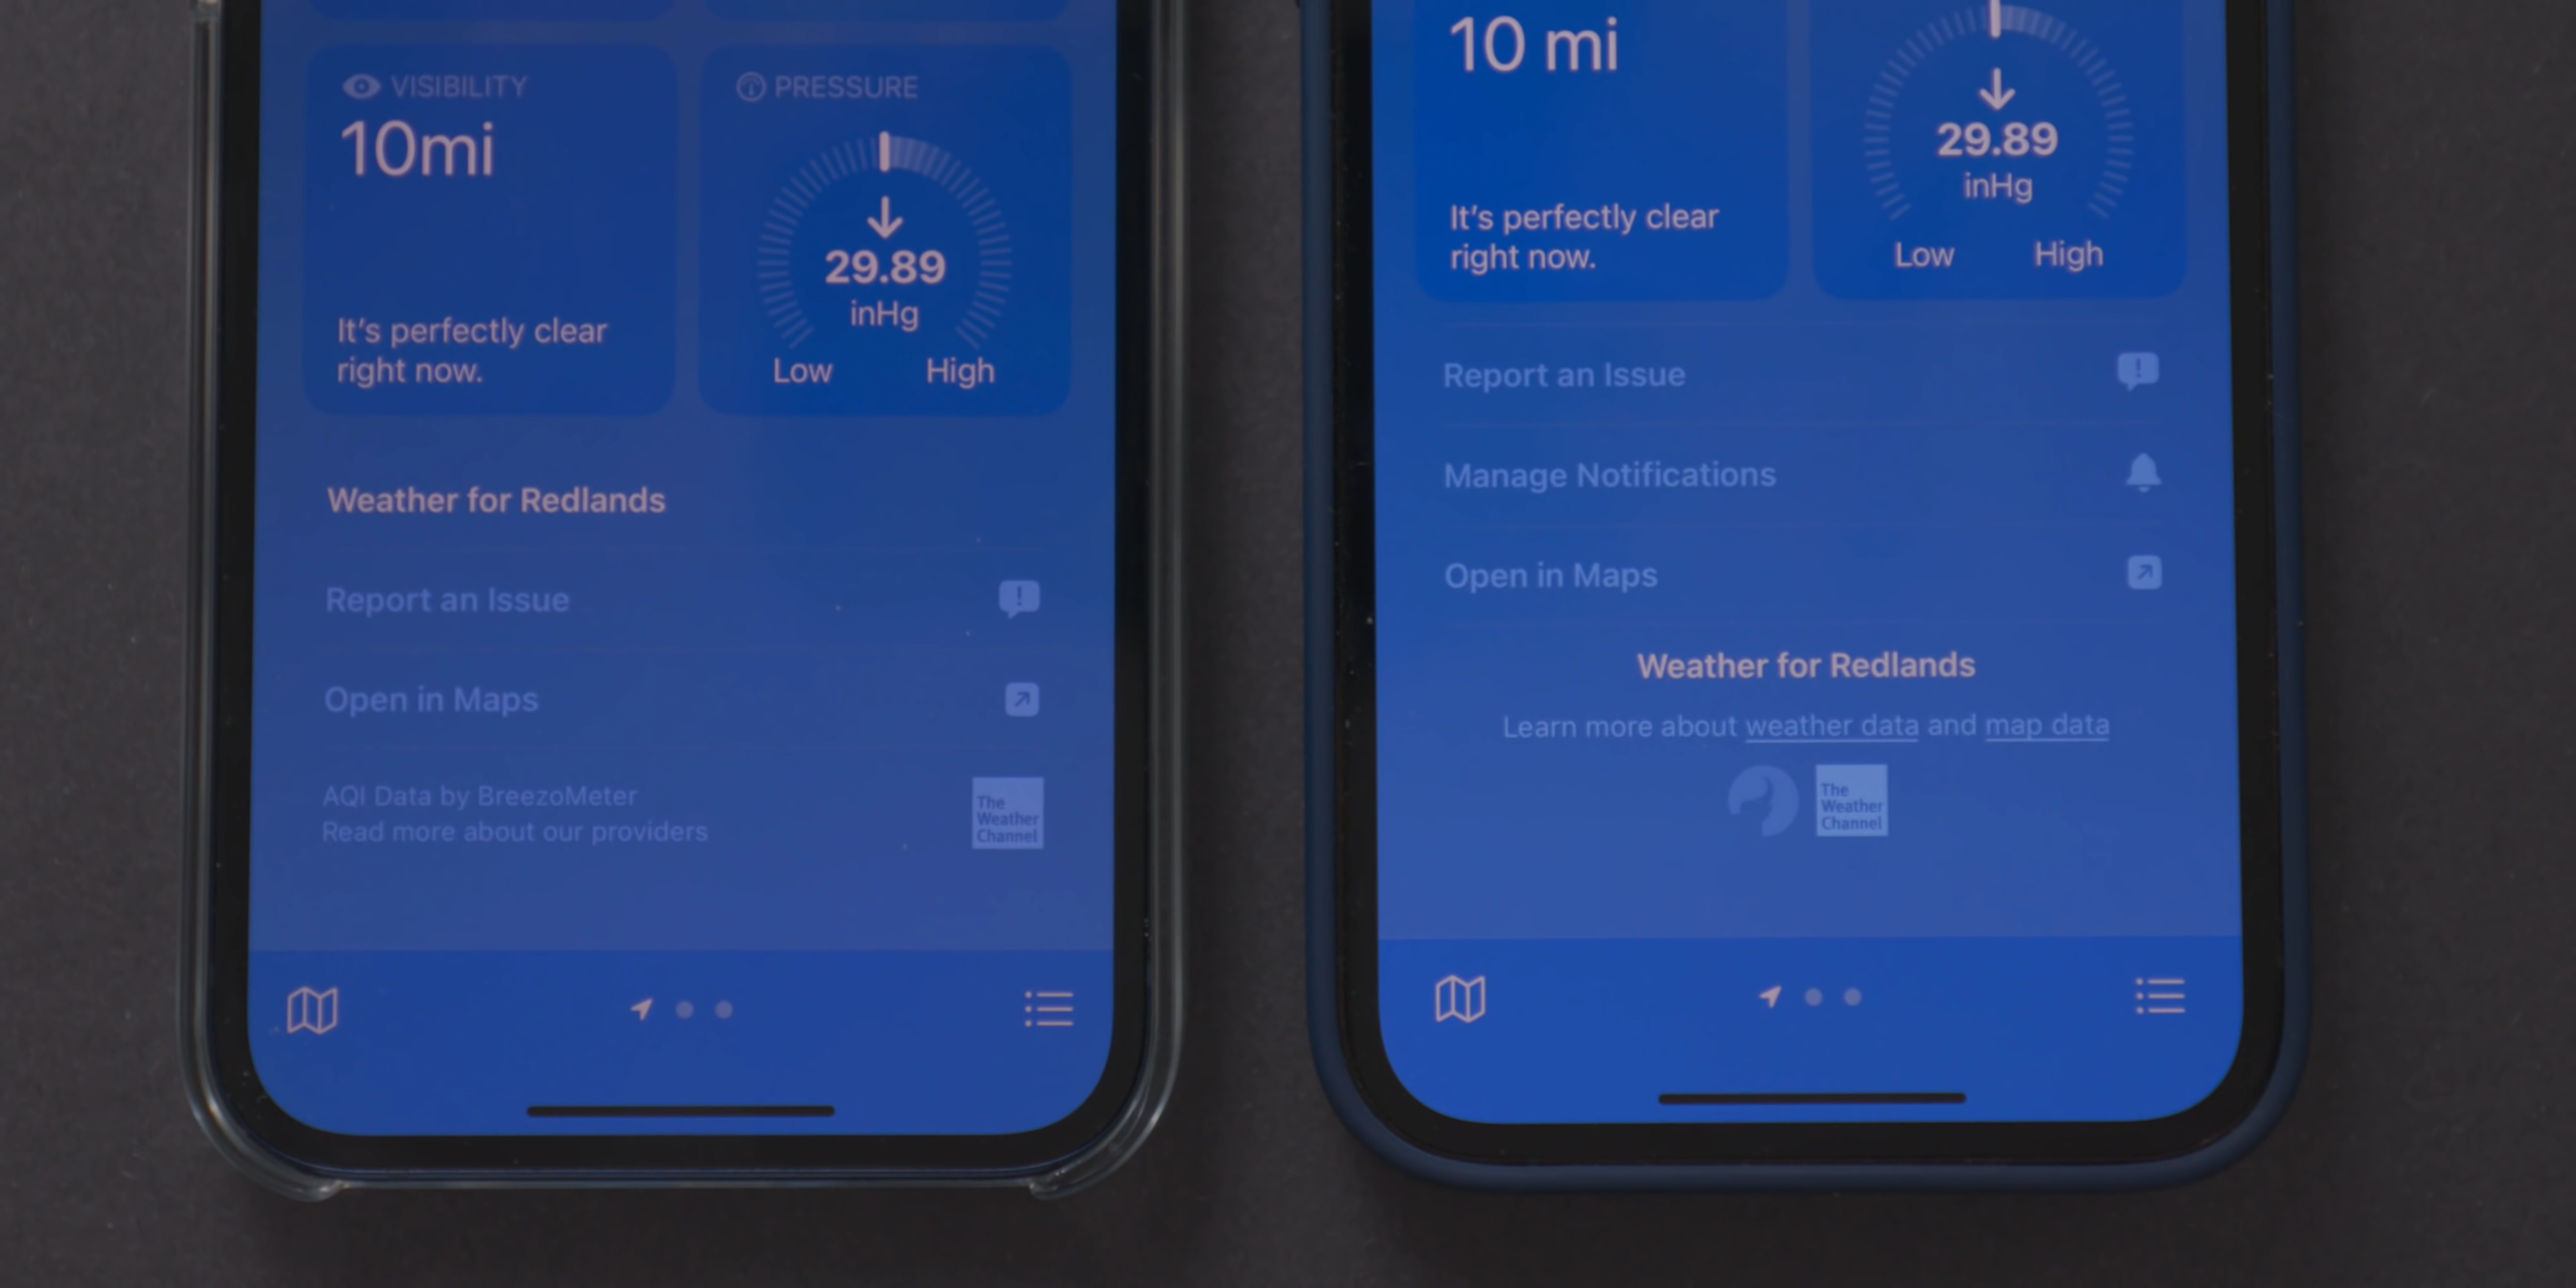 VISIBILITY
10mi
It's perfectly clear
right now.
PRESSURE
29.89
inHg
Low High
Weather for Redlands
Report an Issue
Open in Maps
AQI Data by BreezoMeter
Read more about our providers
The
Weather
Channel
10 mi
It's perfectly clear
right now.
29.89
inHg
Low High
Report an Issue
Manage Notifications
Open in Maps
Weather for Redlands
Learn more about weather data and map data
The
Weather
Channel